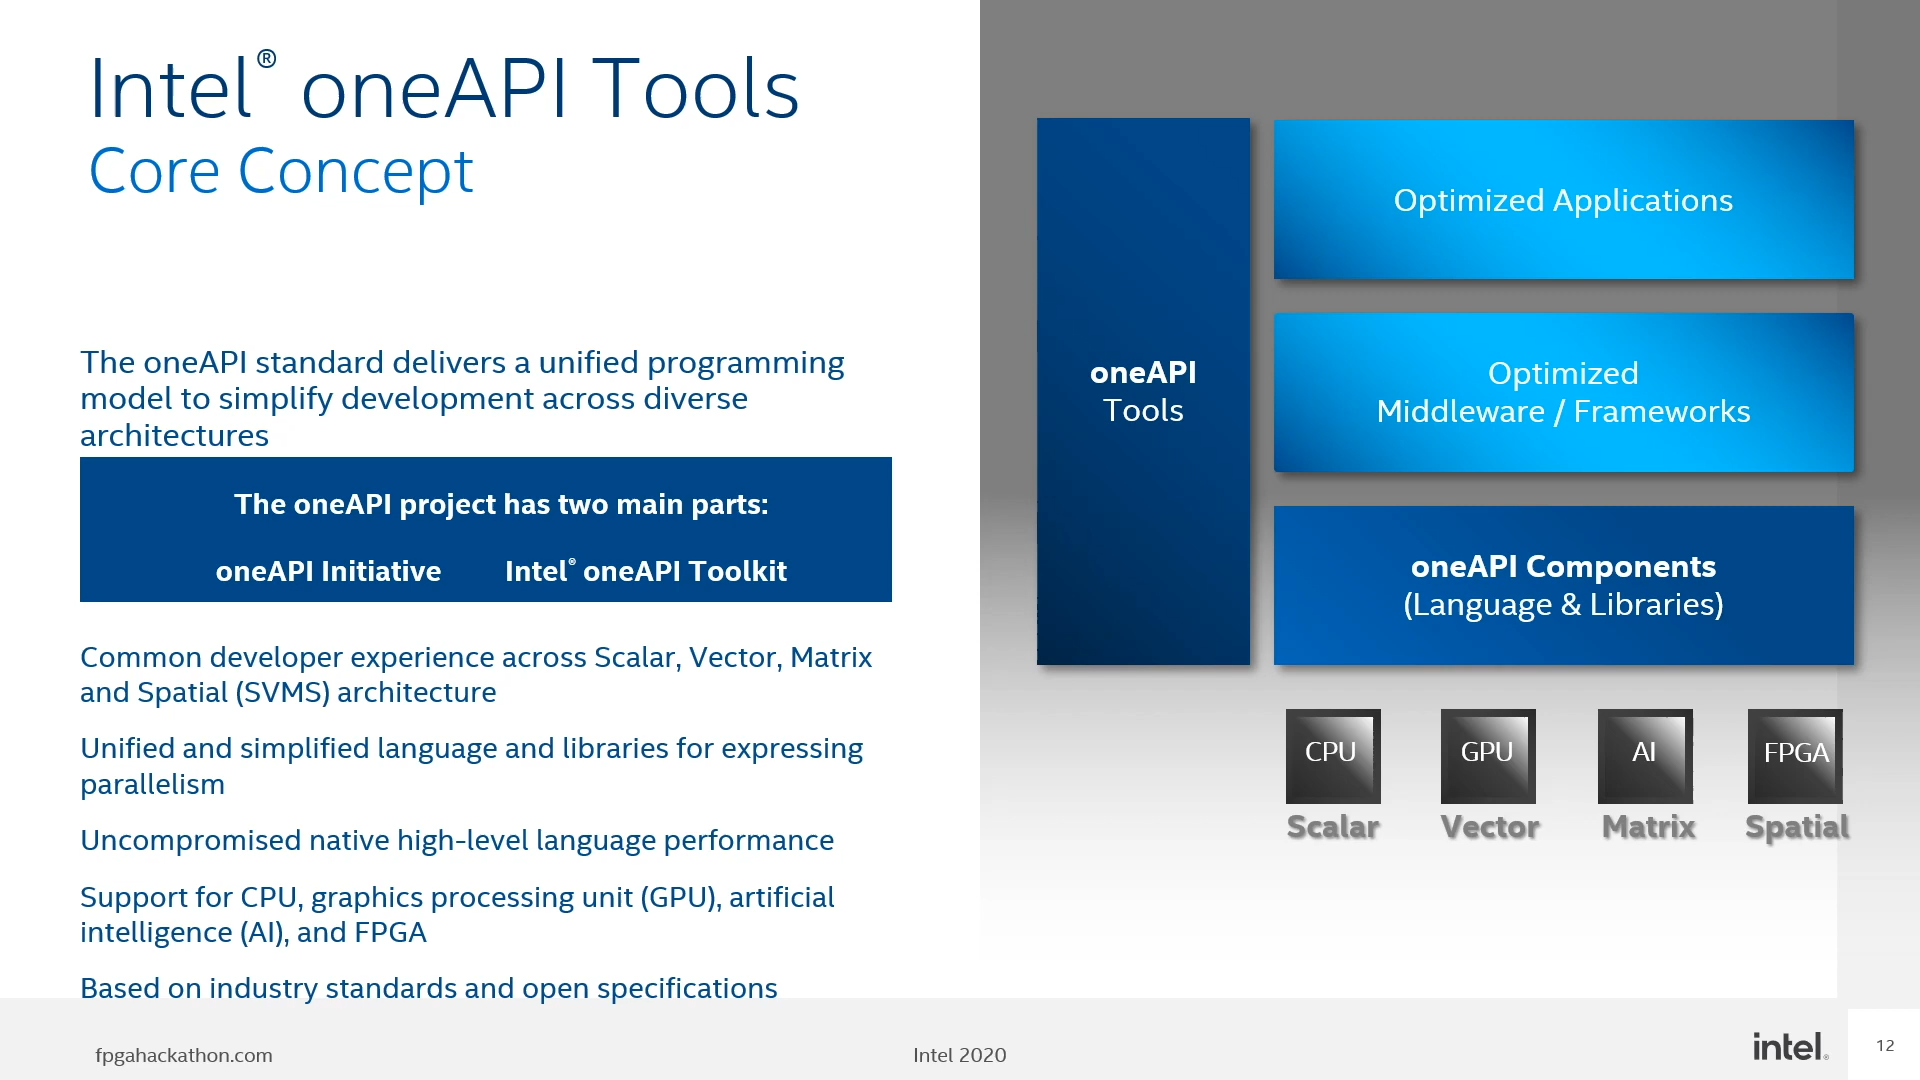 Intel® oneAPI Tools
Core Concept
The oneAPI standard delivers a unified programming
model to simplify development across diverse
architectures
The oneAPI project has two main parts:
oneAPI Initiative Intel® oneAPI Toolkit
Common developer experience across Scalar, Vector, Matrix
and Spatial (SVMS) architecture
Unified and simplified language and libraries for expressing
parallelism
Uncompromised native high-level language performance
Support for CPU, graphics processing unit (GPU), artificial
intelligence (AI), and FPGA
Based on industry standards and open specifications
oneAPI
Tools
Optimized Applications
Optimized
Middleware / Frameworks
oneAPI Components
(Language & Libraries)
CPU GPU AI FPGA
Scalar Vector Matrix Spatial
fpgahackathon.com
Intel 2020
intel®
12